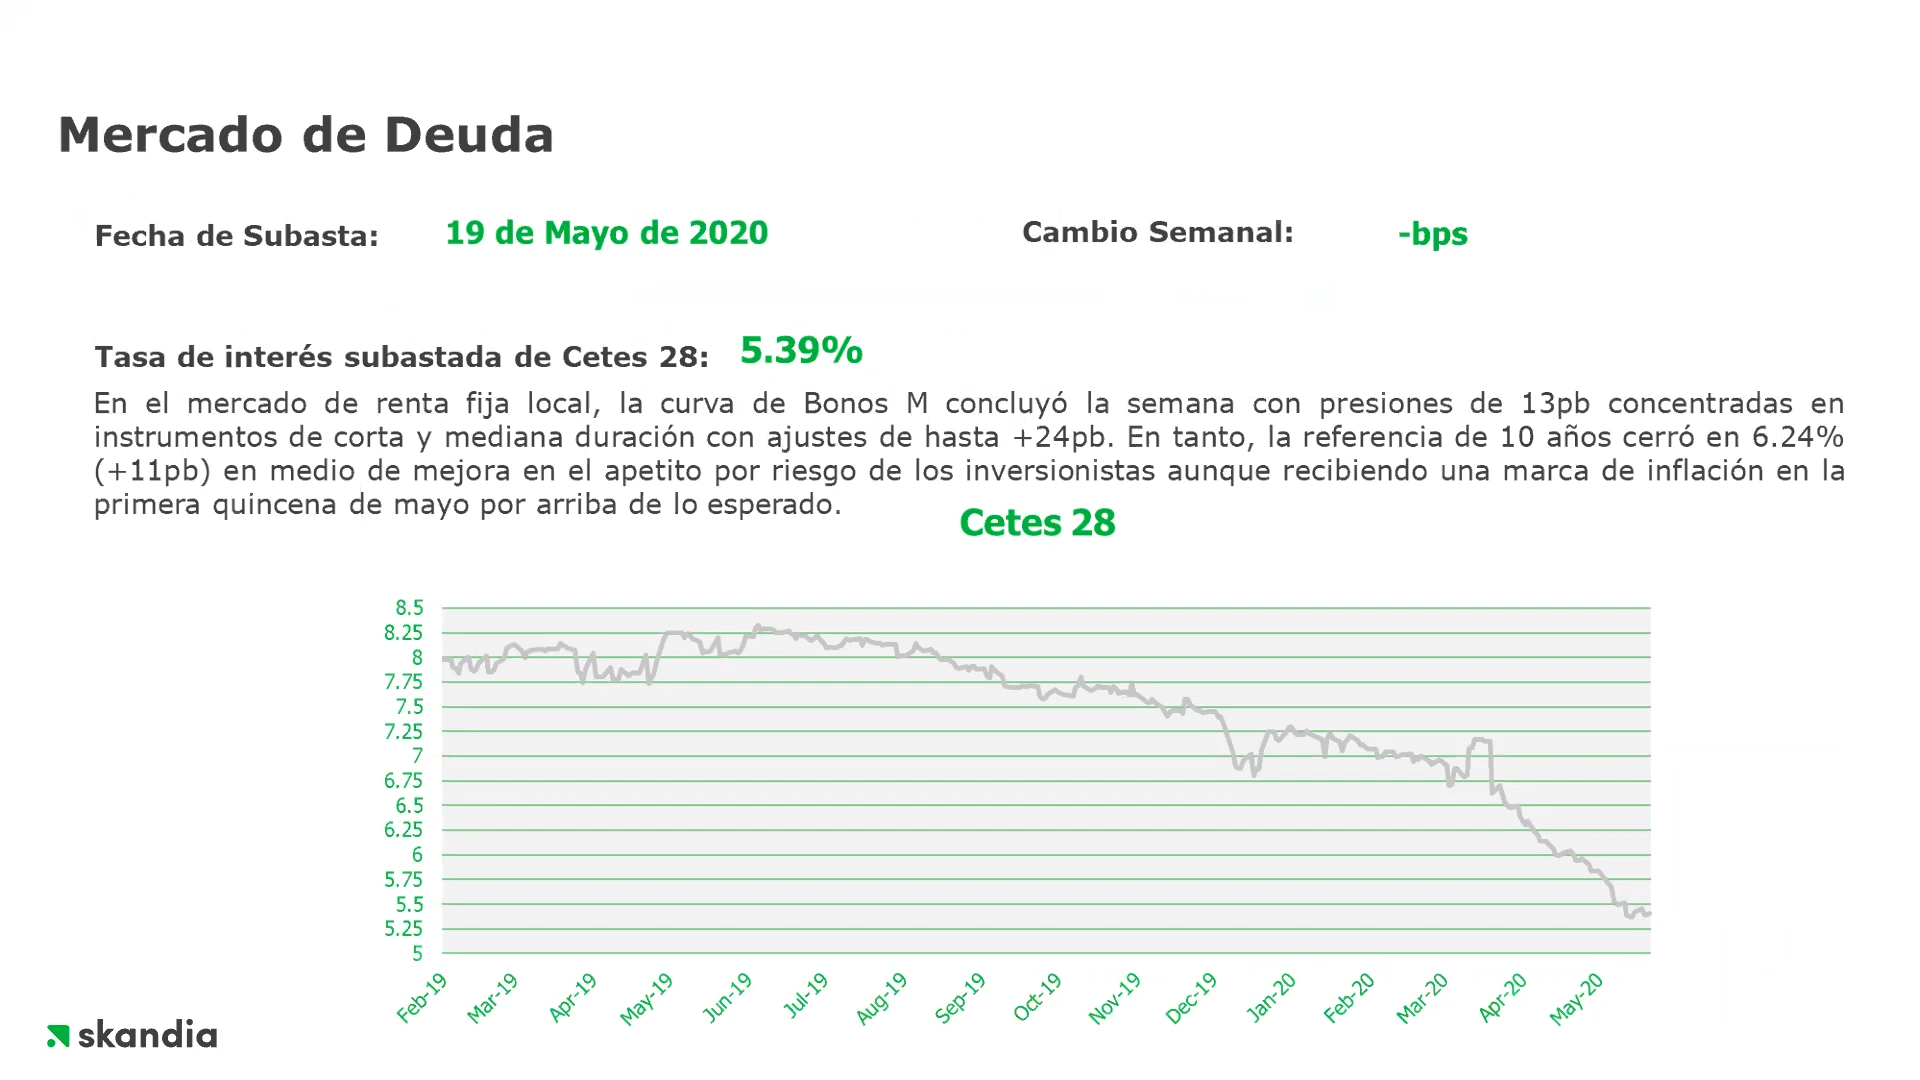 Mercado de Deuda
Fecha de Subasta: 19 de Mayo de 2020 Cambio Semanal: -bps
Tasa de interés subastada de Cetes 28: 5.39%
En el mercado de renta fija local, la curva de Bonos M concluyó la semana con presiones de 13pb concentradas en
instrumentos de corta y mediana duración con ajustes de hasta +24pb. En tanto, la referencia de 10 años cerró en 6.24%
(+11pb) en medio de mejora en el apetito por riesgo de los inversionistas aunque recibiendo una marca de inflación en la
primera quincena de mayo por arriba de lo esperado.
Cetes 28
8.5
8.25
8
7.75
7.5
7.25
7
6.75
6.5
6.25
6
5.75
5.5
5.25
5
Feb-19 Mar-19 Apr-19 May-19 Jun-19 Jul-19 Aug-19 Sep-19 Oct-19 Nov-19 Dec-19 Jan-20 Feb-20 Mar-20 Apr-20 May-20
skandia